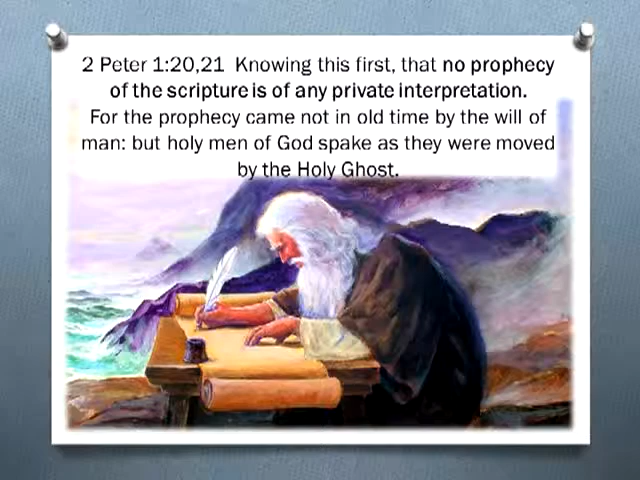 2 Peter 1:20,21  Knowing this first, that no prophecy
of the scripture is of any private interpretation.
For the prophecy came not in old time by the will of
man: but holy men of God spake as they were moved
by the Holy Ghost.